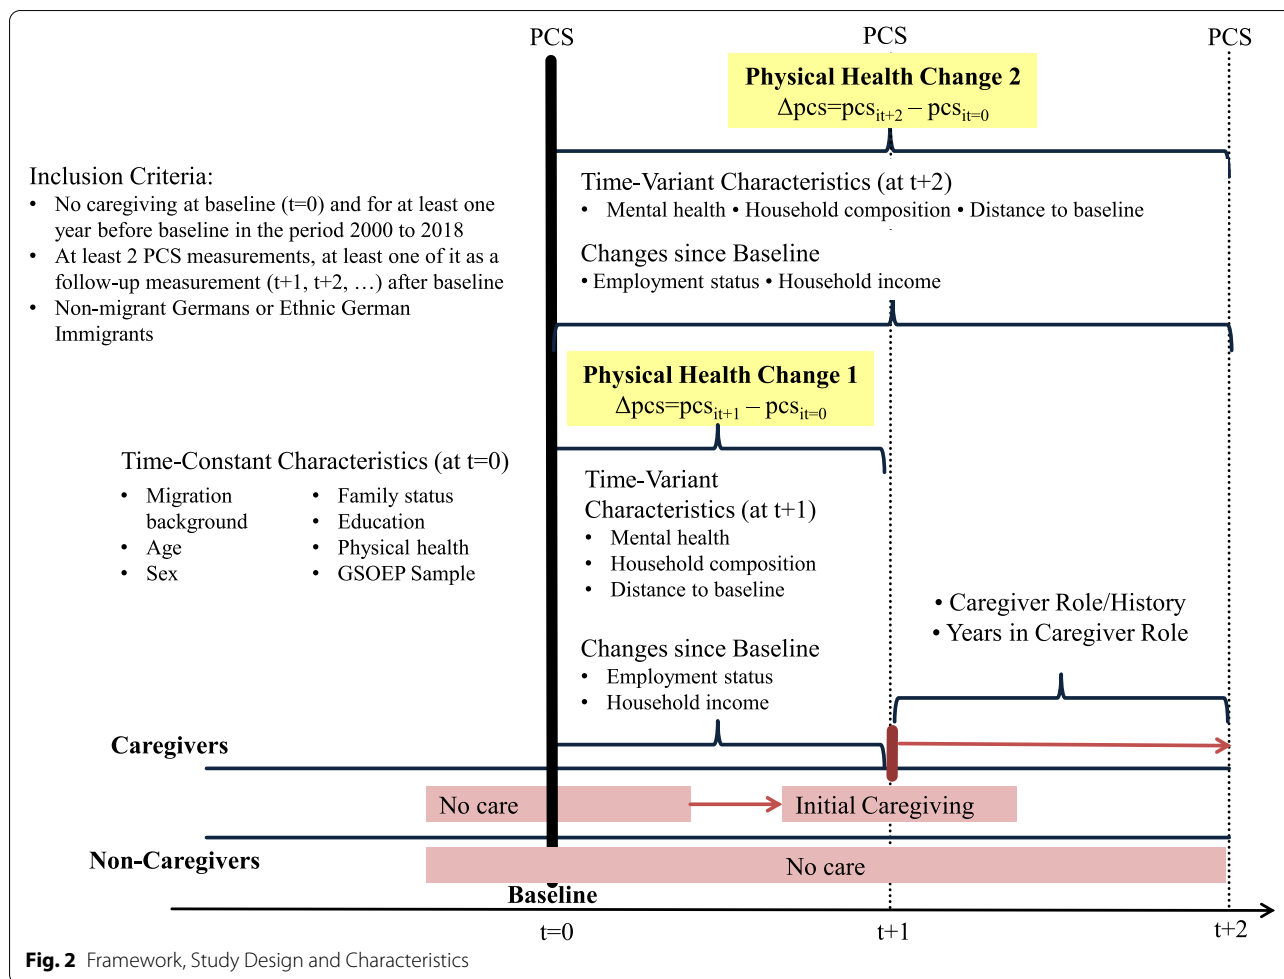 PCS
PCS
PCS
Physical Health Change 2
Δpcs=pcsit+2 – pcsit=0
Inclusion Criteria:
• No caregiving at baseline (t=0) and for at least one
year before baseline in the period 2000 to 2018
• At least 2 PCS measurements, at least one of it as a
follow-up measurement (t+1, t+2, …) after baseline
• Non-migrant Germans or Ethnic German
Immigrants
Time-Variant Characteristics (at t+2)
• Mental health • Household composition • Distance to baseline
Changes since Baseline
• Employment status • Household income
Physical Health Change 1
Δpcs=pcsit+1 – pcsit=0
Time-Constant Characteristics (at t=0)
• Migration
background
• Age
• Sex
• Family status
• Education
• Physical health
• GSOEP Sample
Time-Variant
Characteristics (at t+1)
• Mental health
• Household composition
• Distance to baseline
Changes since Baseline
• Employment status
• Household income
• Caregiver Role/History
• Years in Caregiver Role
Caregivers
No care
Initial Caregiving
Non-Caregivers
No care
Baseline
t=0
t+1
t+2
Fig. 2 Framework, Study Design and Characteristics